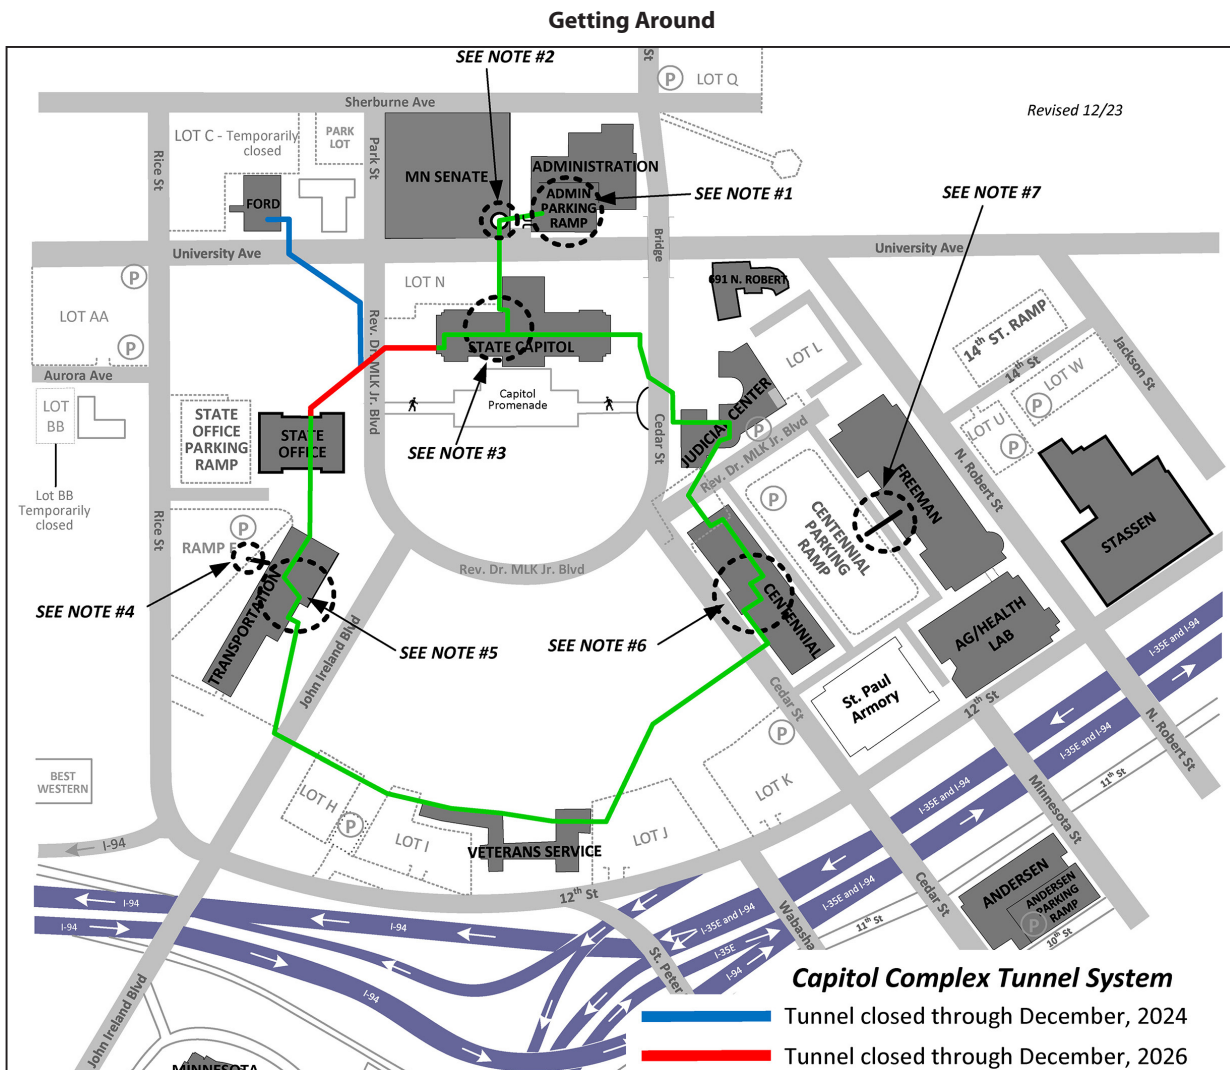 Getting Around
SEE NOTE #2
St
P
LOT Q
Sherburne Ave
Revised 12/23
LOT C - Temporarily
closed
PARK
LOT
Rice St
Park St
MN SENATE
ADMINISTRATION
ADMIN
PARKING
RAMP
SEE NOTE #1
SEE NOTE #7
FORD
University Ave
Bridge
University Ave
P
LOT N
691 N. ROBERT
LOT AA
P
Rev. Dr. MLK Jr. Blvd
STATE CAPITOL
LOT L
14th ST. RAMP
14th St
Jackson St
Aurora Ave
LOT
BB
Capitol
Promenade
LOT W
P
STATE
OFFICE
PARKING
RAMP
STATE
OFFICE
Cedar St
JUDICIAL CENTER
P
LOT U
P
SEE NOTE #3
Rev. Dr. MLK Jr. Blvd
N. Robert St
Lot BB
Temporarily
closed
Rice St
P
RAMP F
P
CENTENNIAL
PARKING
RAMP
FREEMAN
STASSEN
Rev. Dr. MLK Jr. Blvd
SEE NOTE #4
TRANSPORTATION
SEE NOTE #5
SEE NOTE #6
CENTENNIAL
AG/HEALTH
LAB
I-35E and I-94
John Ireland Blvd
Cedar St
St. Paul
Armory
12th St
I-35E and I-94
N. Robert St
P
BEST
WESTERN
LOT H
P
LOT I
VETERANS SERVICE
LOT J
LOT K
I-35E and I-94
11th St
Minnesota St
I-94
12th St
I-35E and I-94
Cedar St
ANDERSEN
ANDERSEN
PARKING
RAMP
P
I-94
I-94
I-94
I-35E and I-94
I-35E and I-94
Wabasha
11th St
10th St
I-35E
I-94
I-94
St. Peter
John Ireland Blvd
Capitol Complex Tunnel System
Tunnel closed through December, 2024
Tunnel closed through December, 2026
MINNESOTA